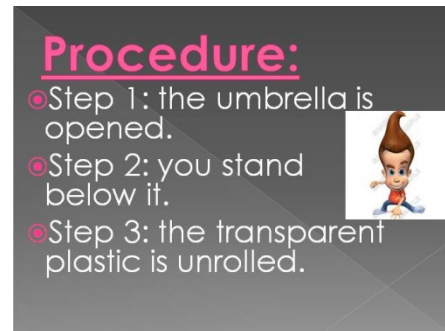 Procedure:
Step 1: the umbrella is
opened.
Step 2: you stand
below it.
Step 3: the transparent
plastic is unrolled.